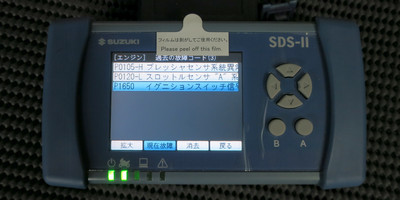 フィルムは剥がしてご使用ください。
Please peel off this film.
SUZUKI
SDS-II
[エンジン] 過去の故障コード(3)
P0105-H プレッシャセンサ系統異常
P0120-L スロットルセンサ "A" 系
P1650 イグニションスイッチ信号
拡大 現在故障 消去 戻る
B A